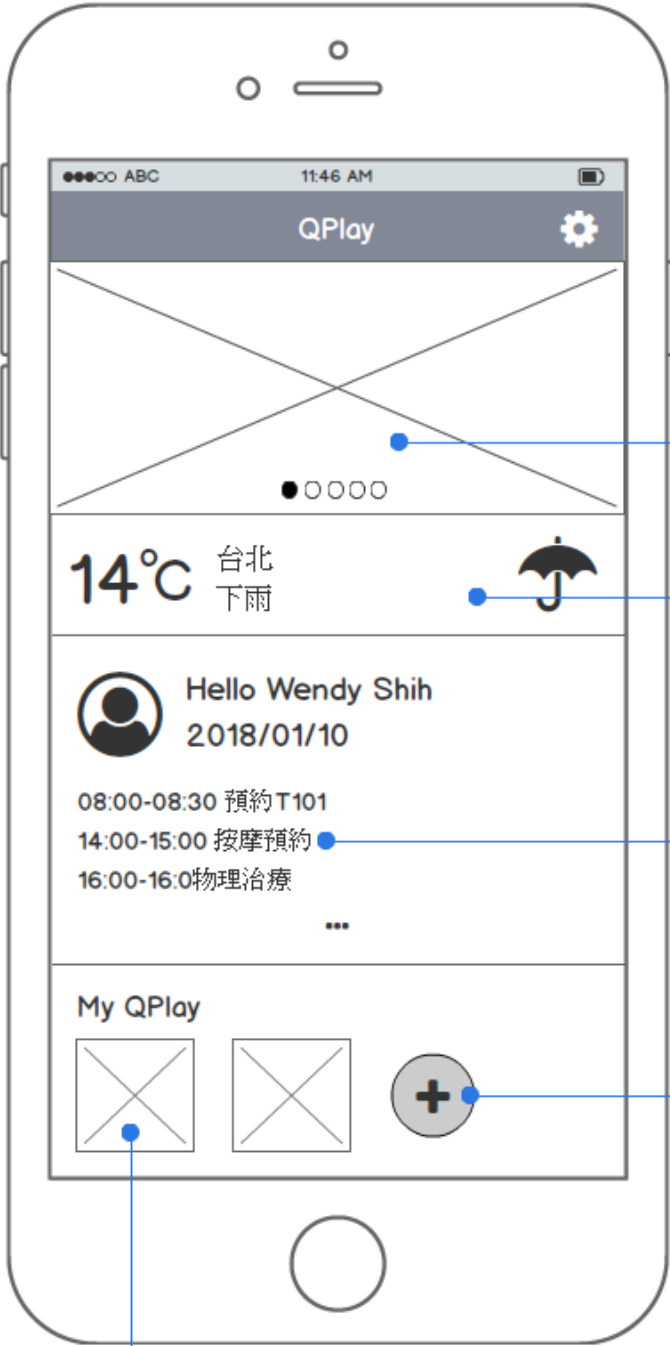 ABC 11:46 AM
QPlay
14°C
台北
下雨
Hello Wendy Shih
2018/01/10
08:00-08:30 預約T101
14:00-15:00 按摩預約
16:00-16:0物理治療
•••
My QPlay